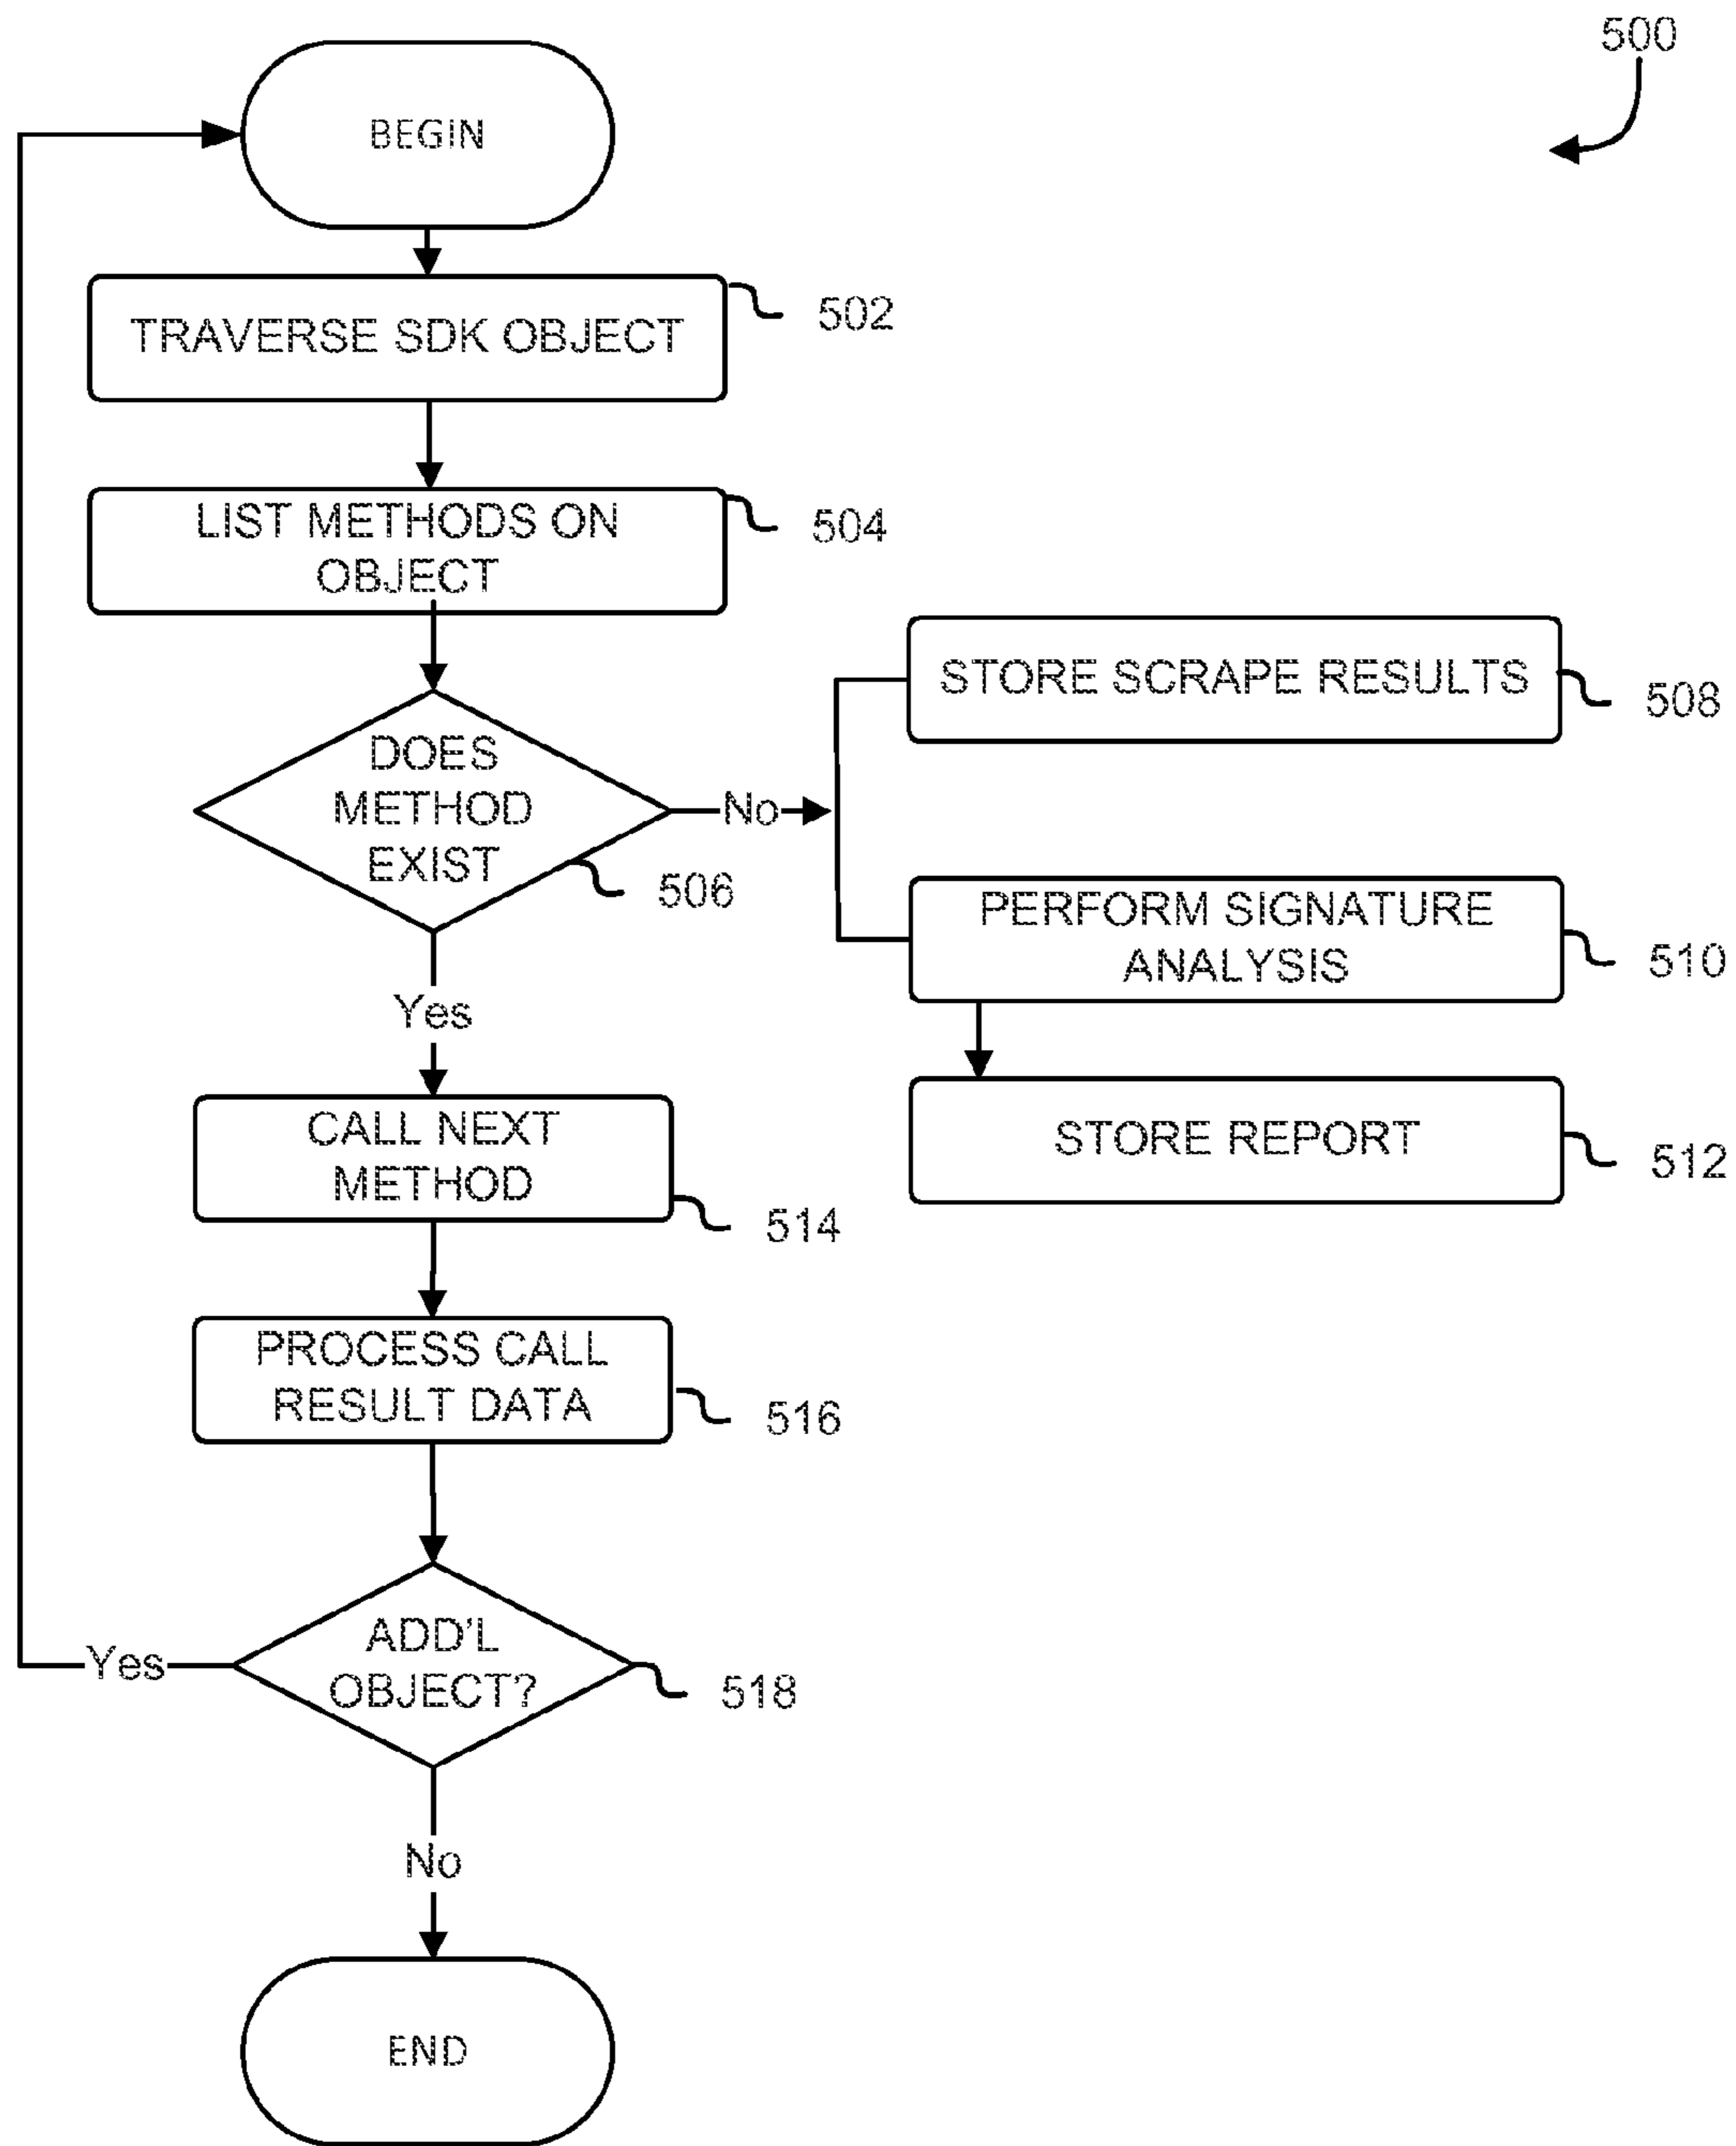 500
BEGIN
TRAVERSE SDK OBJECT
502
LIST METHODS ON
OBJECT
504
DOES
METHOD
EXIST
506
No
STORE SCRAPE RESULTS
508
PERFORM SIGNATURE
ANALYSIS
510
STORE REPORT
512
Yes
CALL NEXT
METHOD
514
PROCESS CALL
RESULT DATA
516
ADD'L
OBJECT?
518
Yes
No
END